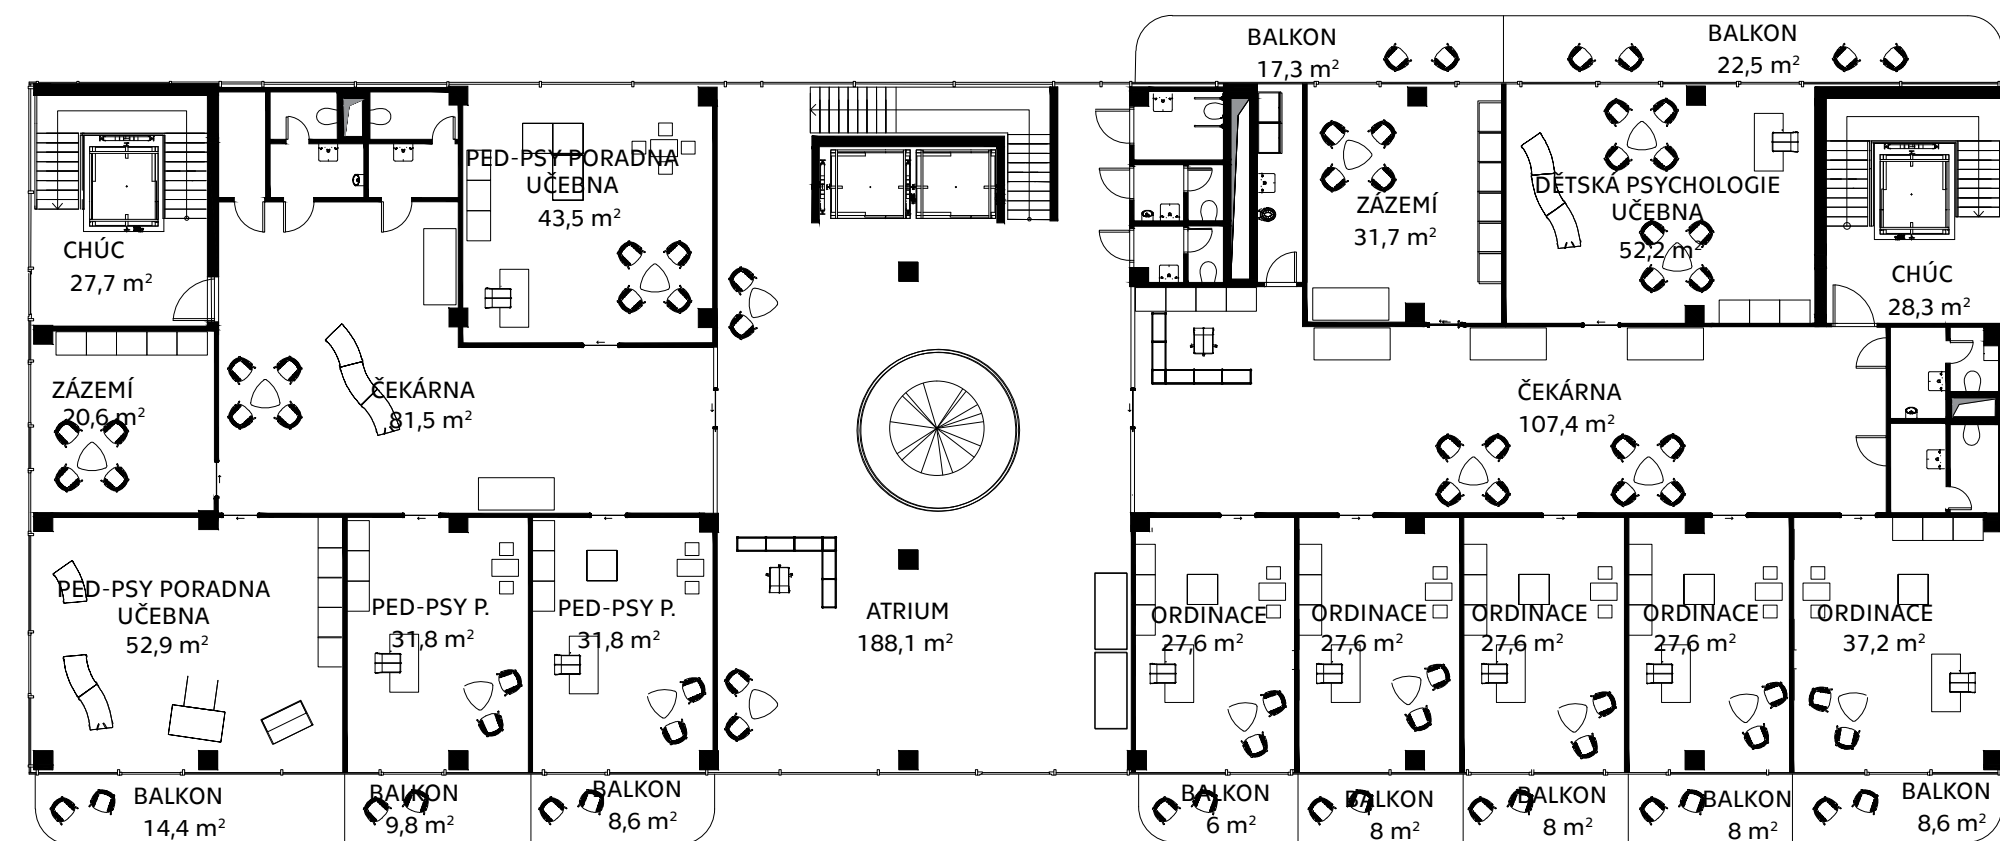 BALKON
17,3 m²
BALKON
22,5 m²
PED-PSY PORADNA
UČEBNA
43,5 m²
CHÚC
27,7 m²
ZÁZEMÍ
31,7 m²
DĚTSKÁ PSYCHOLOGIE
UČEBNA
52,2 m²
CHÚC
28,3 m²
ZÁZEMÍ
20,6 m²
ČEKÁRNA
81,5 m²
ČEKÁRNA
107,4 m²
PED-PSY PORADNA
UČEBNA
52,9 m²
PED-PSY P.
31,8 m²
PED-PSY P.
31,8 m²
ATRIUM
188,1 m²
ORDINACE
27,6 m²
ORDINACE
27,6 m²
ORDINACE
27,6 m²
ORDINACE
27,6 m²
ORDINACE
37,2 m²
BALKON
14,4 m²
BALKON
9,8 m²
BALKON
8,6 m²
BALKON
6 m²
BALKON
8 m²
BALKON
8 m²
BALKON
8 m²
BALKON
8,6 m²